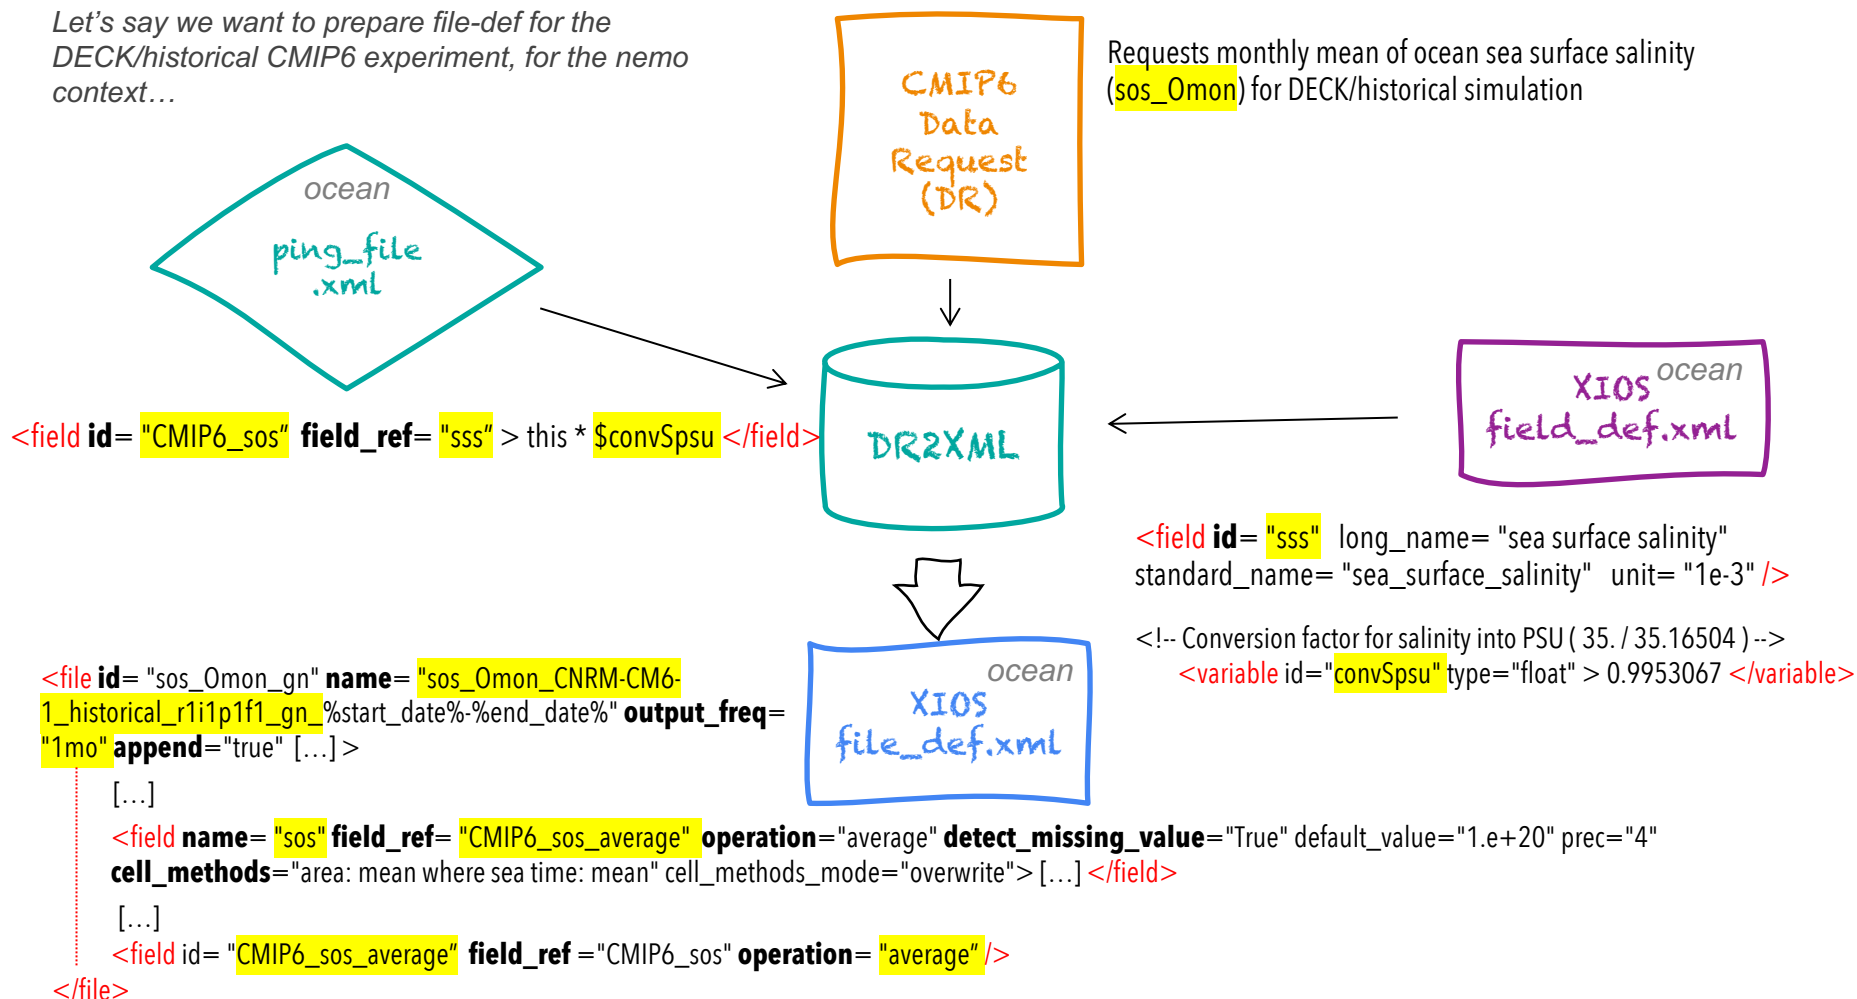 Let’s say we want to prepare file-def for the
DECK/historical CMIP6 experiment, for the nemo
context…
CMIP6
Data
Request
(DR)
Requests monthly mean of ocean sea surface salinity
(sos_Omon) for DECK/historical simulation
ocean
ping_file
.xml
<field id= "CMIP6_sos” field_ref= "sss” > this * $convSpsu </field>
DR2XML
ocean
XIOS
field_def.xml
<field id= "sss" long_name= "sea surface salinity"
standard_name= "sea_surface_salinity" unit= "1e-3" />
<!-- Conversion factor for salinity into PSU ( 35. / 35.16504 ) -->
<variable id="convSpsu" type="float" > 0.9953067 </variable>
ocean
XIOS
file_def.xml
<file id= "sos_Omon_gn" name= "sos_Omon_CNRM-CM6-
1_historical_r1i1p1f1_gn_%start_date%-%end_date%" output_freq=
"1mo" append="true" […] >
[…]
<field name= "sos" field_ref= "CMIP6_sos_average" operation="average" detect_missing_value="True" default_value="1.e+20" prec="4"
cell_methods="area: mean where sea time: mean" cell_methods_mode="overwrite"> […] </field>
[…]
<field id= "CMIP6_sos_average” field_ref ="CMIP6_sos" operation= "average” />
</file>